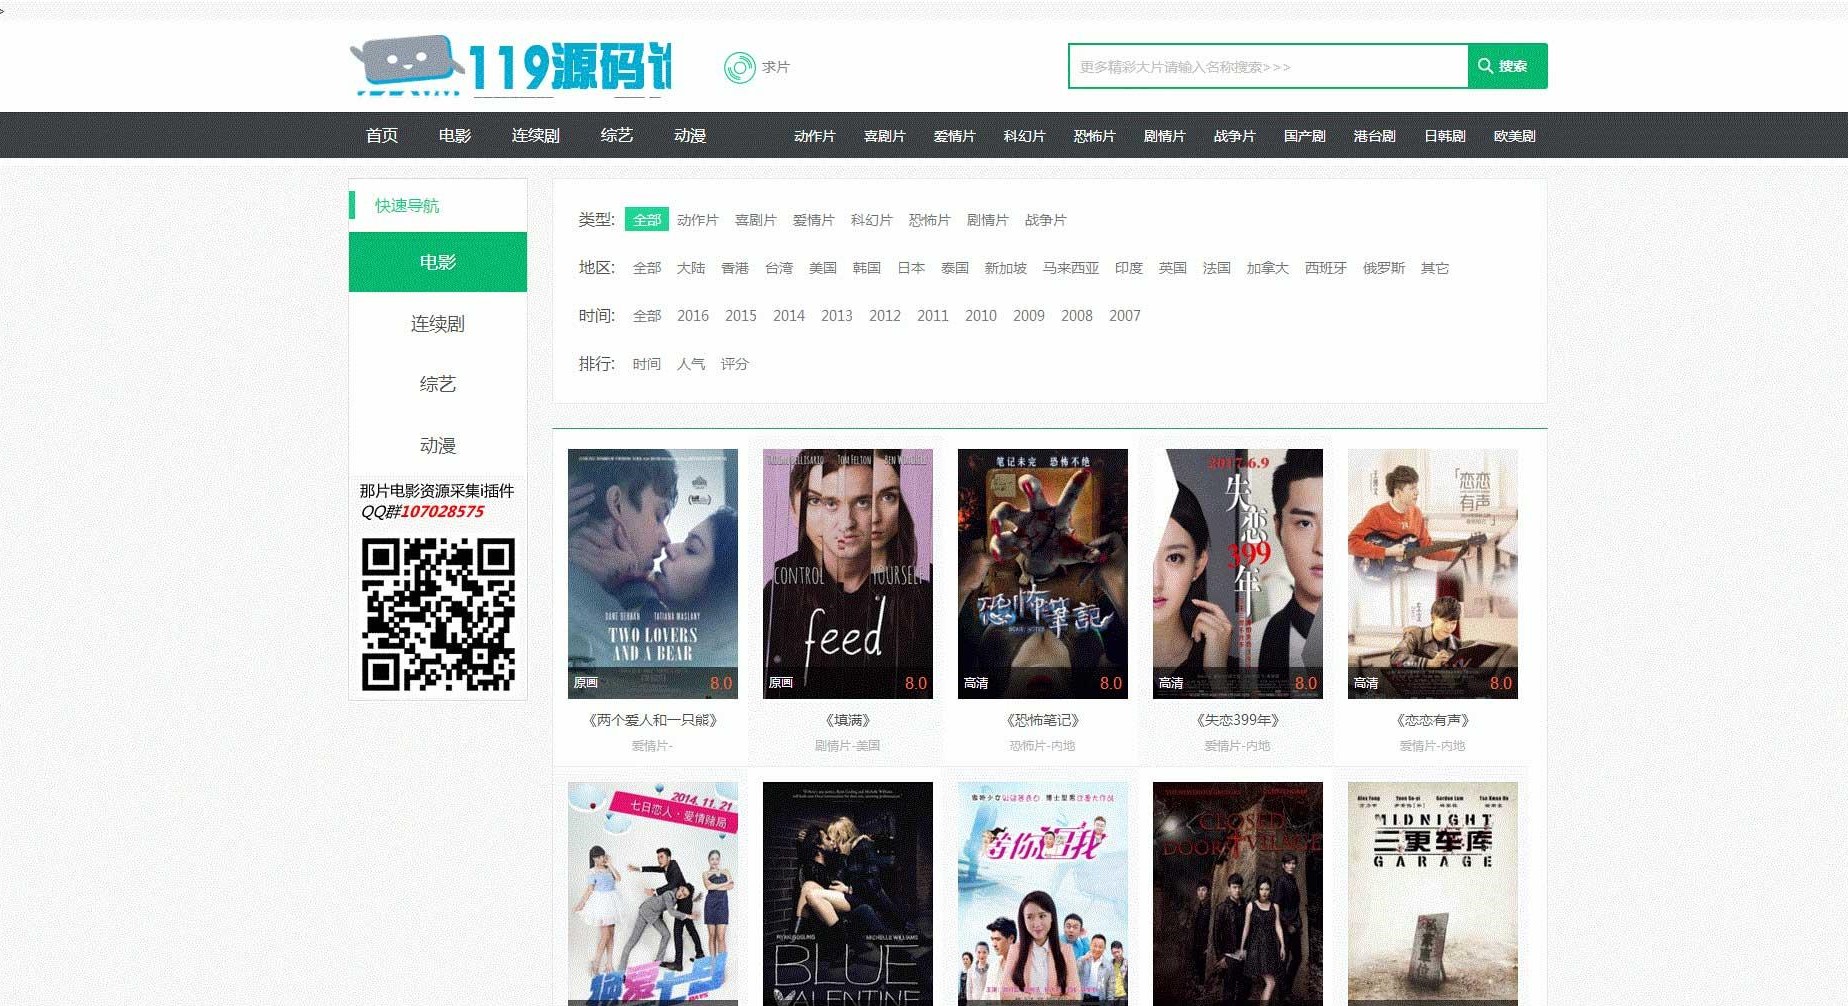 >
119源码
求片
更多精彩大片请输入名称搜索>>>
搜索
首页 电影 连续剧 综艺 动漫 动作片 喜剧片 爱情片 科幻片 恐怖片 剧情片 战争片 国产剧 港台剧 日韩剧 欧美剧
快速导航
电影
连续剧
综艺
动漫
那片电影资源采集i插件
QQ群107028575
类型: 全部 动作片 喜剧片 爱情片 科幻片 恐怖片 剧情片 战争片
地区: 全部 大陆 香港 台湾 美国 韩国 日本 泰国 新加坡 马来西亚 印度 英国 法国 加拿大 西班牙 俄罗斯 其它
时间: 全部 2016 2015 2014 2013 2012 2011 2010 2009 2008 2007
排行: 时间 人气 评分
DANE DEHAAN TATIANA MASLANY
TWO LOVERS
AND A BEAR
原画 8.0
《两个爱人和一只熊》
爱情片-
TOM FELTON
CONTROL YOURSELF
feed
原画 8.0
《填满》
剧情片-美国
笔记未完 恐怖不绝
恐怖筆記
高清 8.0
《恐怖笔记》
恐怖片-内地
2017.6.9
失恋399年
高清 8.0
《失恋399年》
爱情片-内地
「恋恋有声」
高清 8.0
《恋恋有声》
爱情片-内地
2014.11.21
七日恋人·爱情赌局
RYAN GOSLING MICHELLE WILLIAMS
BLUE
VALENTINE
CLOSED
DOOR VILLAGE
MIDNIGHT
三更车库
GARAGE